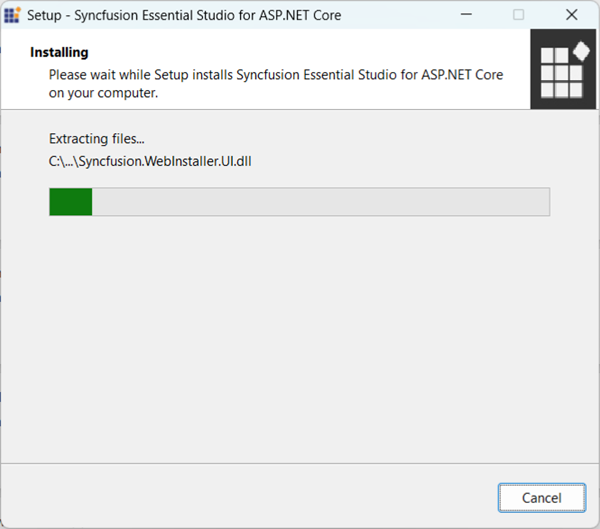 Setup - Syncfusion Essential Studio for ASP.NET Core
Installing
Please wait while Setup installs Syncfusion Essential Studio for ASP.NET Core
on your computer.
Extracting files...
C:\...\Syncfusion.WebInstaller.UI.dll
Cancel